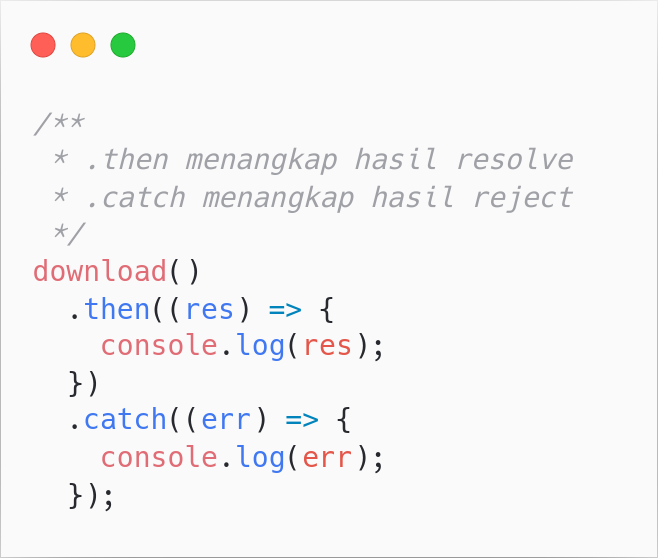 /**
 * .then menangkap hasil resolve
 * .catch menangkap hasil reject
 */
download()
  .then((res) => {
    console.log(res);
  })
  .catch((err) => {
    console.log(err);
  });